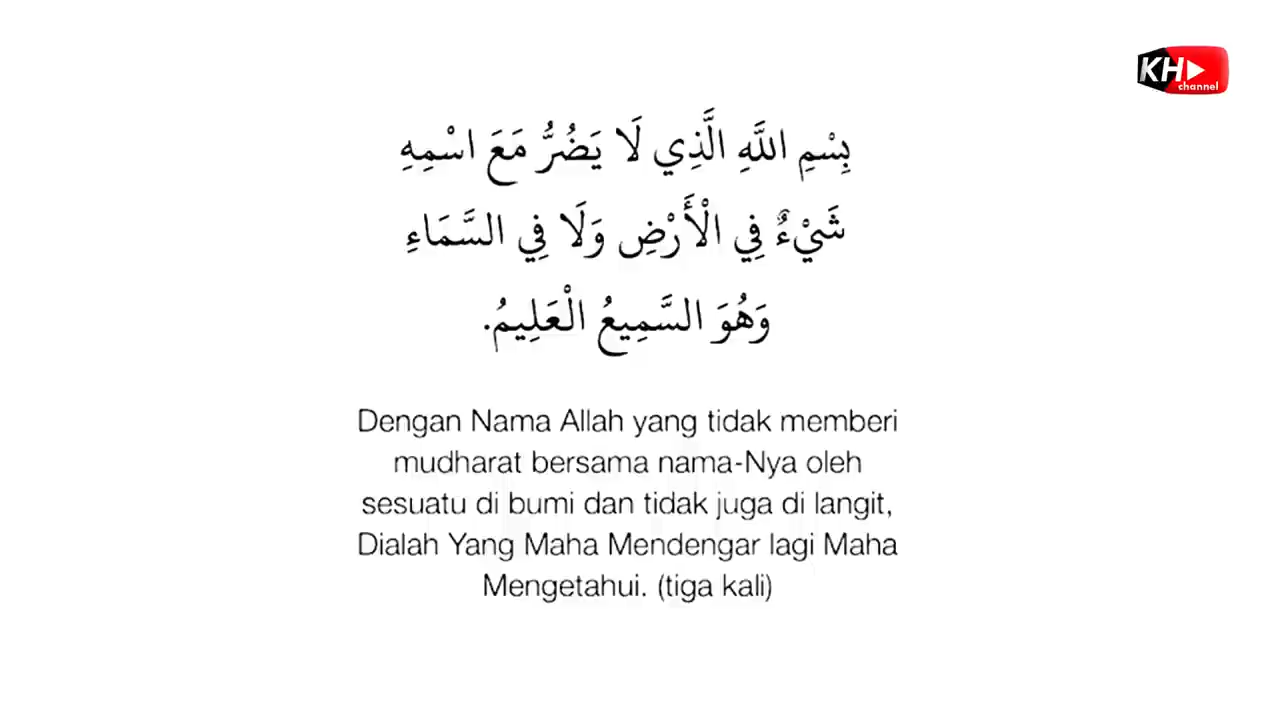 KH
channel
بِسْمِ اللَّهِ الَّذِي لَا يَضُرُّ مَعَ اسْمِهِ
شَيْءٌ فِي الْأَرْضِ وَلَا فِي السَّمَاءِ
وَهُوَ السَّمِيعُ الْعَلِيمُ.
Dengan Nama Allah yang tidak memberi
mudharat bersama nama-Nya oleh
sesuatu di bumi dan tidak juga di langit,
Dialah Yang Maha Mendengar lagi Maha
Mengetahui. (tiga kali)